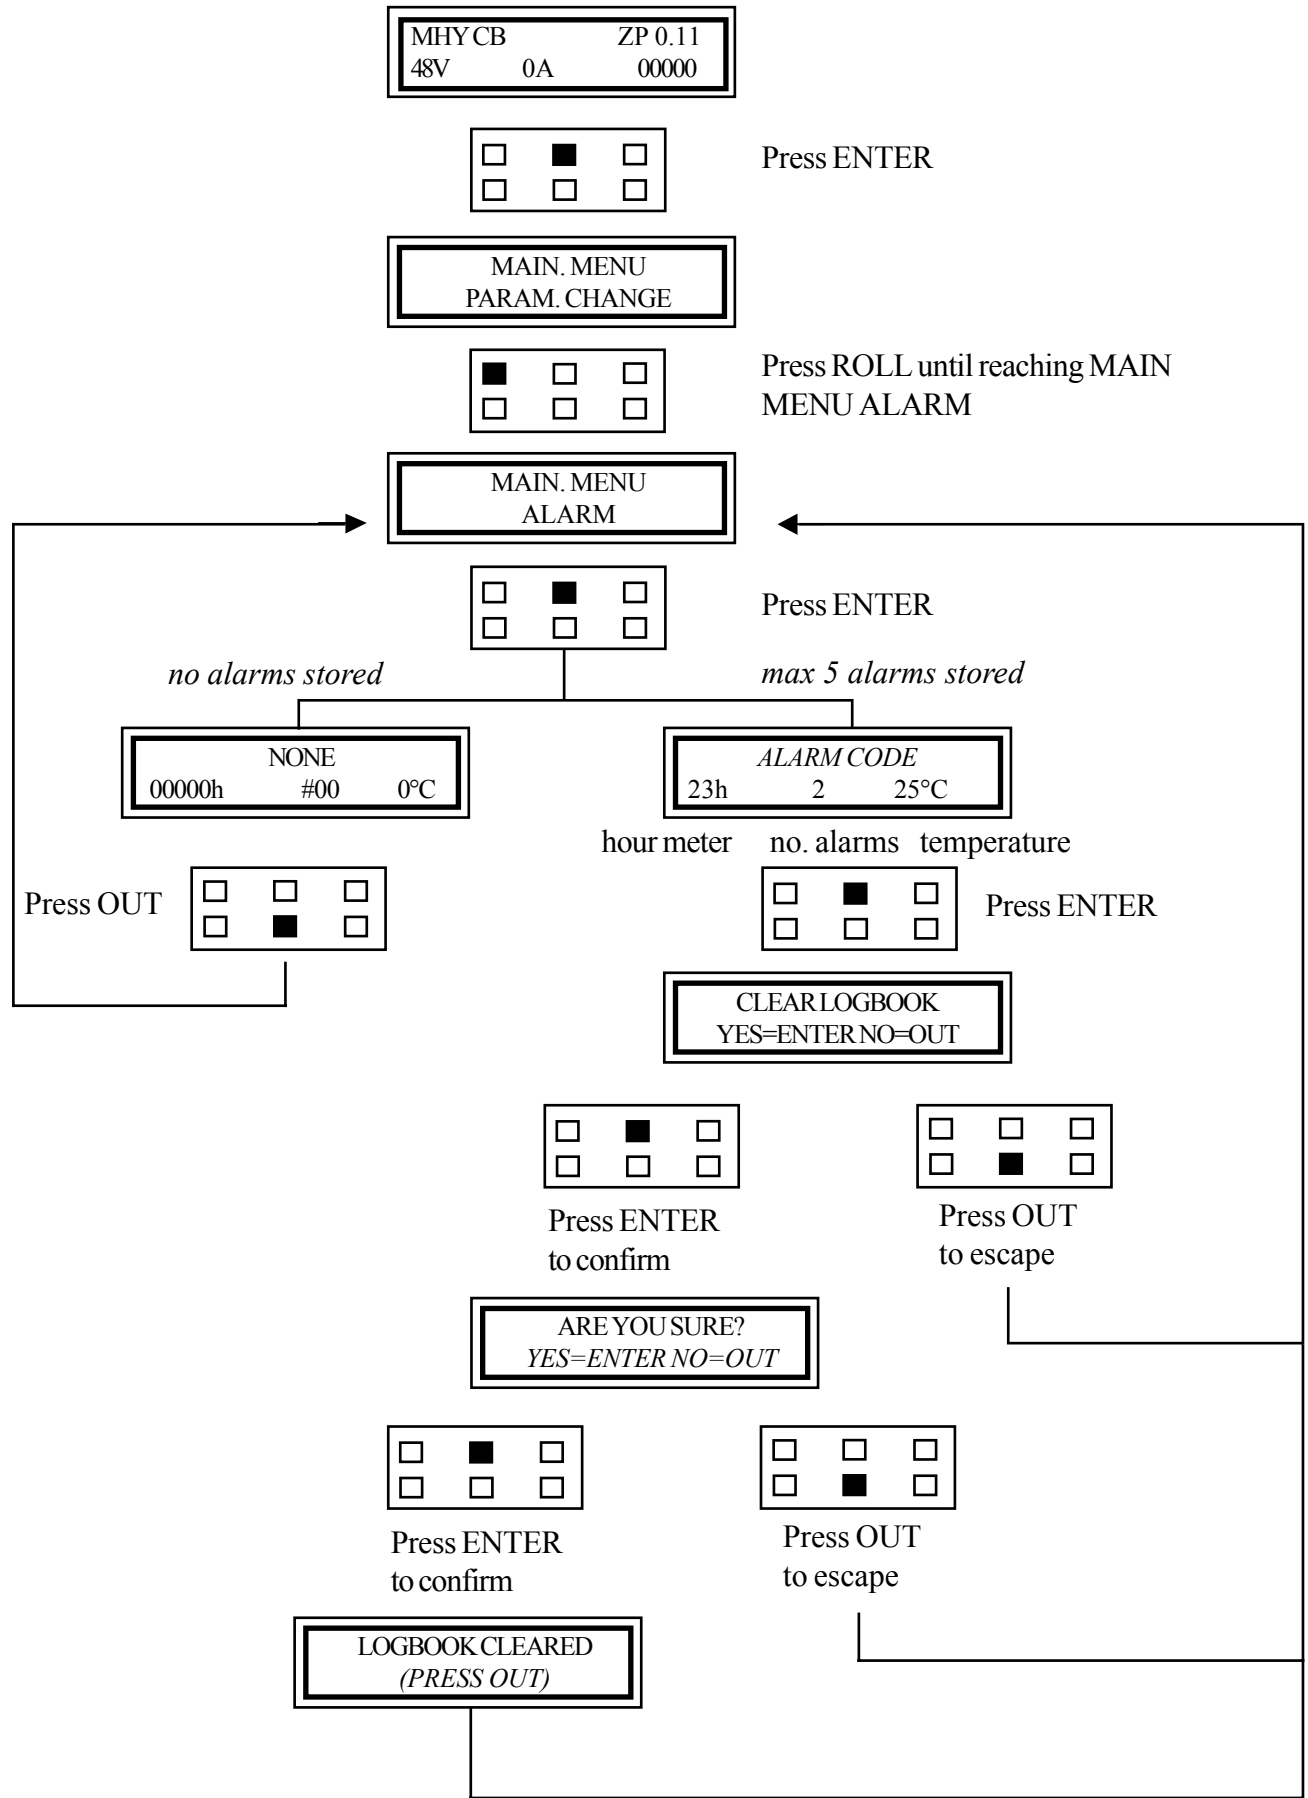 MHY CB ZP 0.11
48V 0A 00000
Press ENTER
MAIN. MENU
PARAM. CHANGE
Press ROLL until reaching MAIN
MENU ALARM
MAIN. MENU
ALARM
Press ENTER
no alarms stored
max 5 alarms stored
NONE
00000h #00 0°C
ALARM CODE
23h 2 25°C
hour meter no. alarms temperature
Press OUT
Press ENTER
CLEAR LOGBOOK
YES=ENTER NO=OUT
Press ENTER
to confirm
Press OUT
to escape
ARE YOU SURE?
YES=ENTER NO=OUT
Press ENTER
to confirm
Press OUT
to escape
LOGBOOK CLEARED
(PRESS OUT)